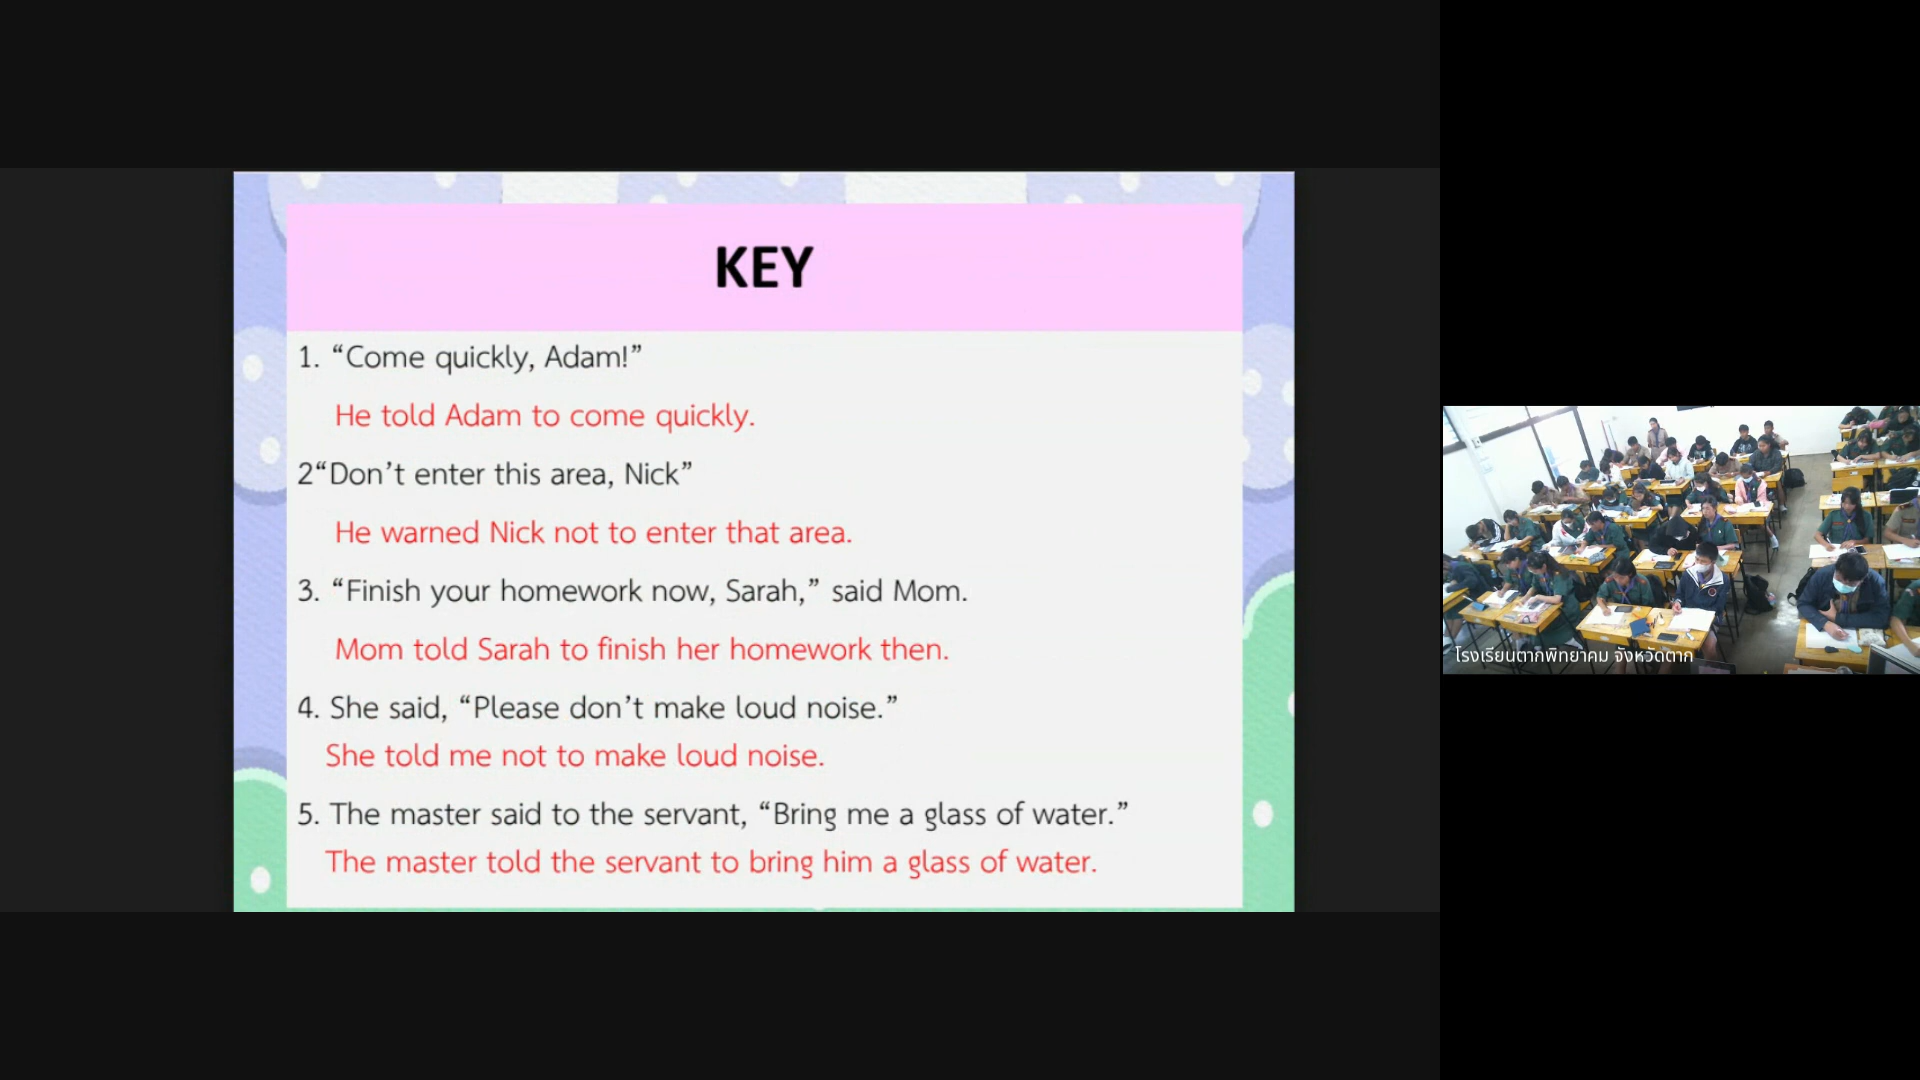 KEY
1. “Come quickly, Adam!”
He told Adam to come quickly.
2“Don’t enter this area, Nick”
He warned Nick not to enter that area.
3. “Finish your homework now, Sarah,” said Mom.
Mom told Sarah to finish her homework then.
4. She said, “Please don’t make loud noise.”
She told me not to make loud noise.
5. The master said to the servant, “Bring me a glass of water.”
The master told the servant to bring him a glass of water.
โรงเรียนตากพิทยาคม จังหวัดตาก